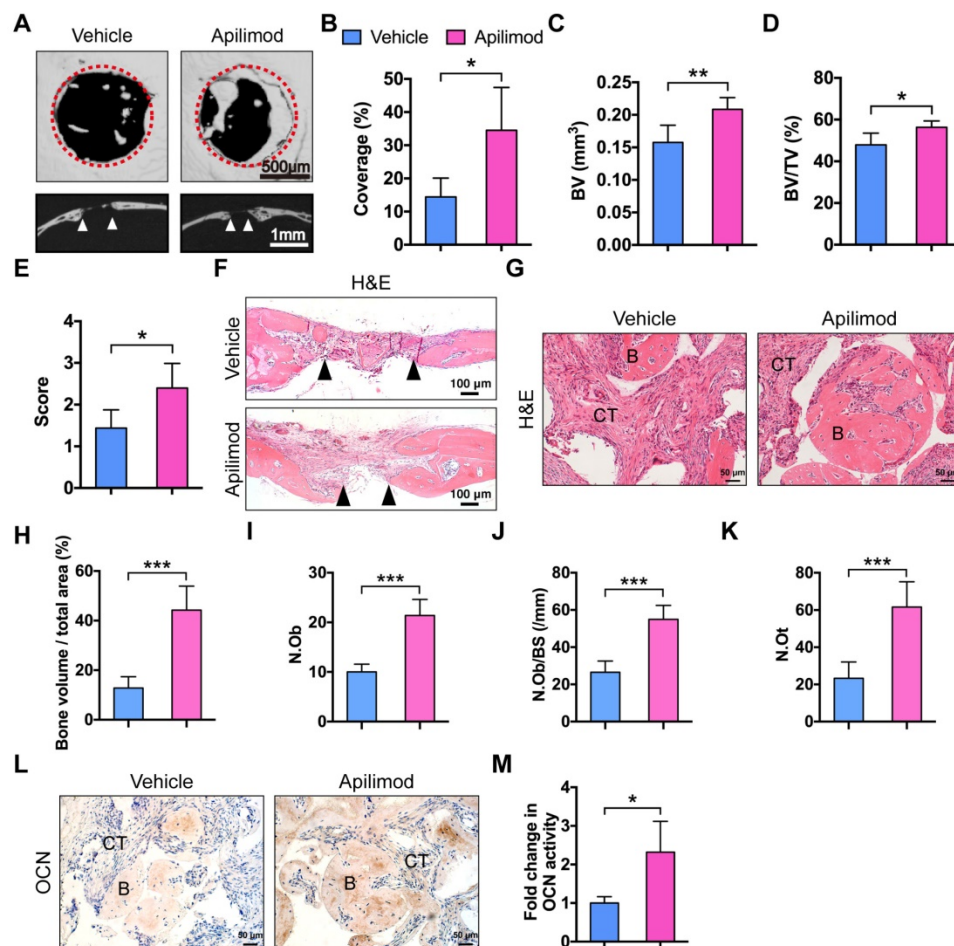 A
Vehicle
Apilimod
500μm
1mm
B
Vehicle
Apilimod
Coverage (%)
50
40
30
20
10
0
*
C
BV (mm³)
0.25
0.20
0.15
0.10
0.05
0.00
**
D
BV/TV (%)
80
60
40
20
0
*
E
Score
4
3
2
1
0
*
F
H&E
Vehicle
100 μm
Apilimod
100 μm
G
Vehicle
Apilimod
H&E
B
CT
50 μm
CT
B
50 μm
H
Bone volume / total area (%)
60
40
20
0
***
I
N.Ob
30
20
10
0
***
J
N.Ob/BS (/mm)
80
60
40
20
0
***
K
N.Ot
80
60
40
20
0
***
L
Vehicle
Apilimod
OCN
CT
B
50 μm
CT
B
50 μm
M
Fold change in
OCN activity
4
3
2
1
0
*